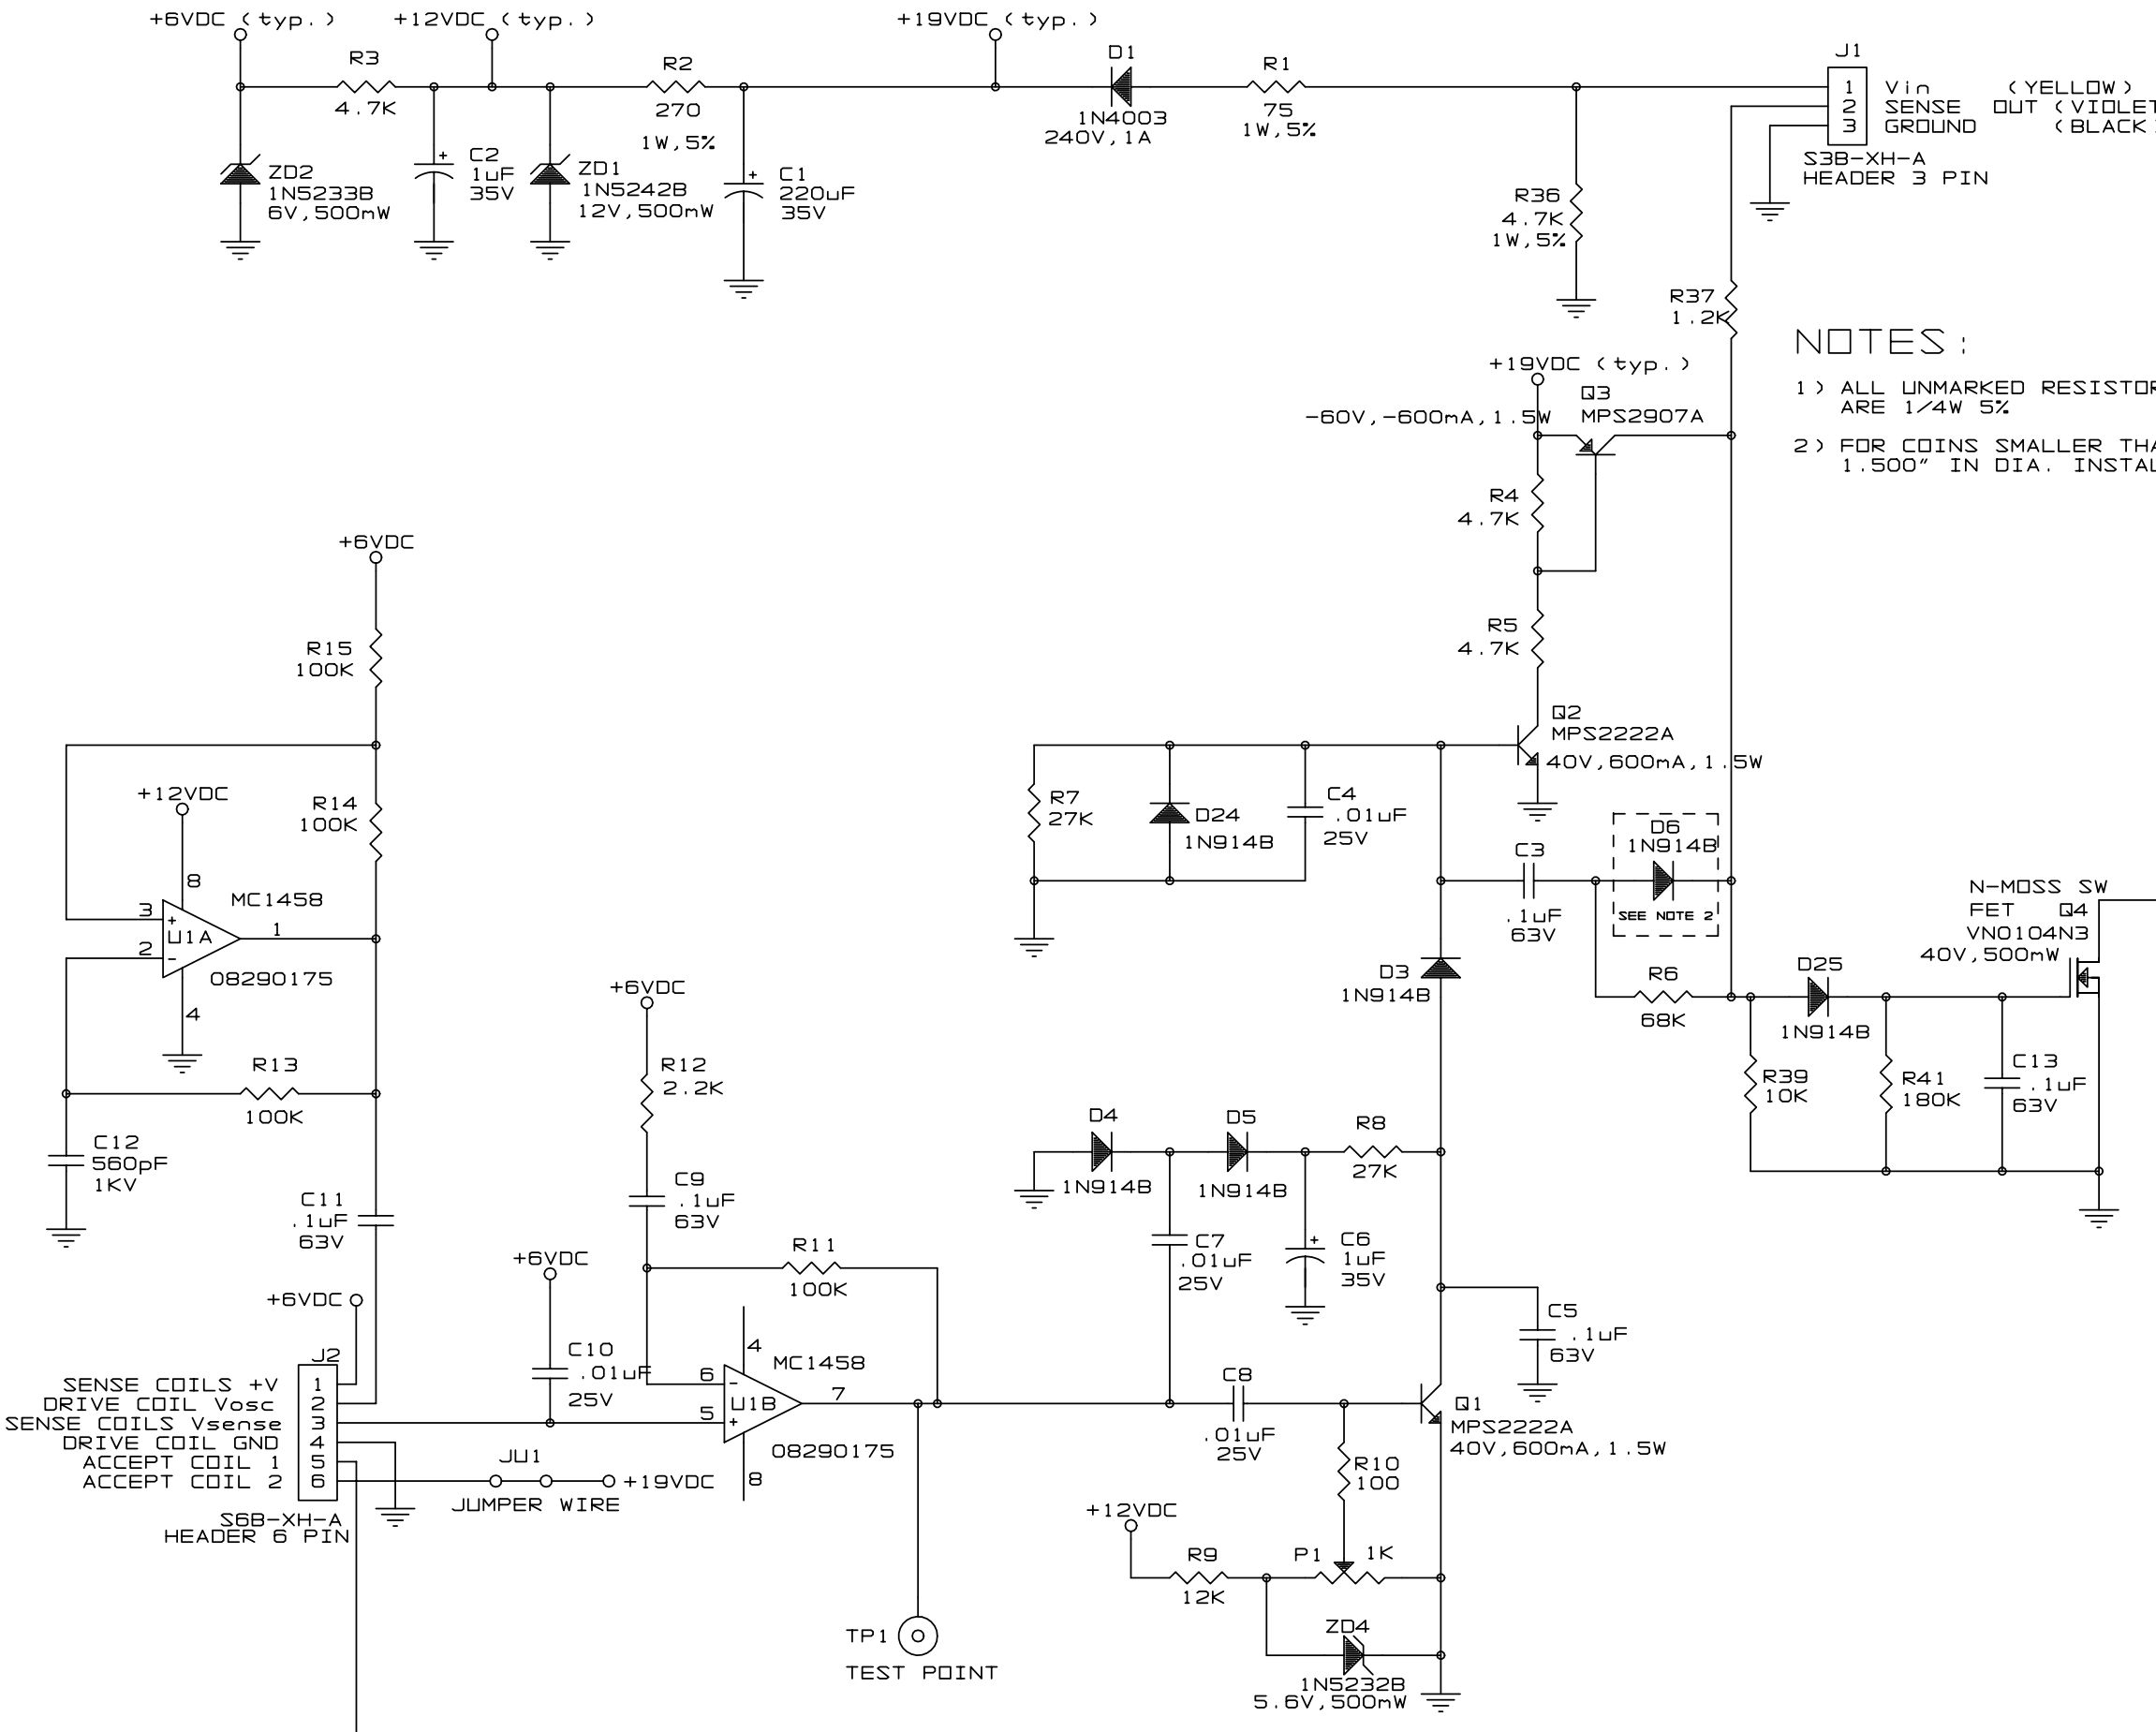 +6VDC (typ.)
+12VDC (typ.)
+19VDC (typ.)
R3
4.7K
R2
270
1W,5%
D1
1N4003
240V,1A
R1
75
1W,5%
J1
1 Vin (YELLOW)
2 SENSE OUT (VIOLET
3 GROUND (BLACK)
S3B-XH-A
HEADER 3 PIN
ZD2
1N5233B
6V,500mW
C2
1uF
35V
+
ZD1
1N5242B
12V,500mW
+
C1
220uF
35V
R36
4.7K
1W,5%
R37
1.2K
NOTES:
1) ALL UNMARKED RESISTOR
ARE 1/4W 5%
2) FOR COINS SMALLER THA
1.500" IN DIA. INSTAL
+19VDC (typ.)
Q3
MPS2907A
-60V,-600mA,1.5W
R4
4.7K
R5
4.7K
Q2
MPS2222A
40V,600mA,1.5W
+6VDC
R15
100K
R14
100K
+12VDC
8
MC1458
3
+
U1A
1
2
-
08290175
4
R13
100K
C12
560pF
1KV
C11
.1uF
63V
R7
27K
D24
1N914B
C4
.01uF
25V
C3
.1uF
63V
D6
1N914B
SEE NOTE 2
R6
68K
D3
1N914B
N-MOSS SW
FET Q4
VN0104N3
40V,500mW
D25
1N914B
R39
10K
R41
180K
C13
.1uF
63V
+6VDC
R12
2.2K
C9
.1uF
63V
R11
100K
D4
1N914B
D5
1N914B
R8
27K
C7
.01uF
25V
+
C6
1uF
35V
C5
.1uF
63V
+6VDC
C10
.01uF
25V
4
MC1458
6
-
U1B
7
5
+
08290175
8
C8
.01uF
25V
Q1
MPS2222A
40V,600mA,1.5W
+6VDC
J2
SENSE COILS +V 1
DRIVE COIL Vosc 2
SENSE COILS Vsense 3
DRIVE COIL GND 4
ACCEPT COIL 1 5
ACCEPT COIL 2 6
S6B-XH-A
HEADER 6 PIN
JU1
+19VDC
JUMPER WIRE
R10
100
+12VDC
R9
12K
P1
1K
ZD4
1N5232B
5.6V,500mW
TP1
TEST POINT